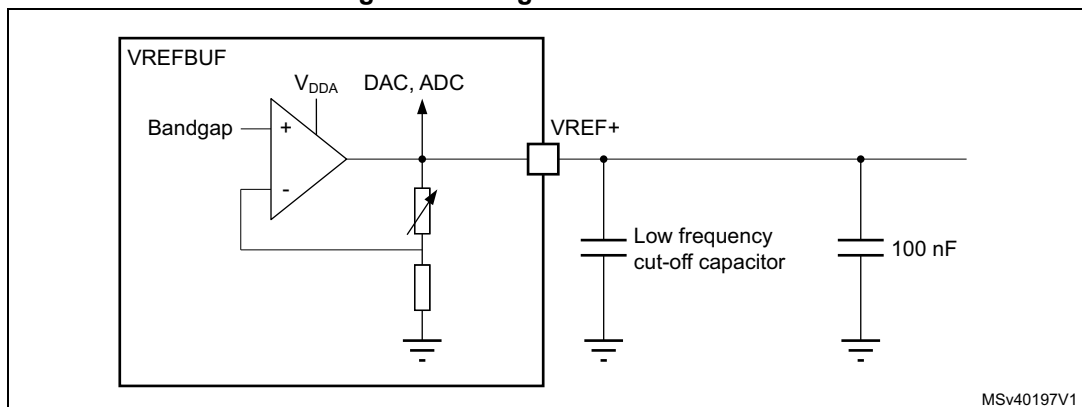 VREFBUF
VDDA
DAC, ADC
Bandgap
+
-
VREF+
Low frequency
cut-off capacitor
100 nF
MSv40197V1